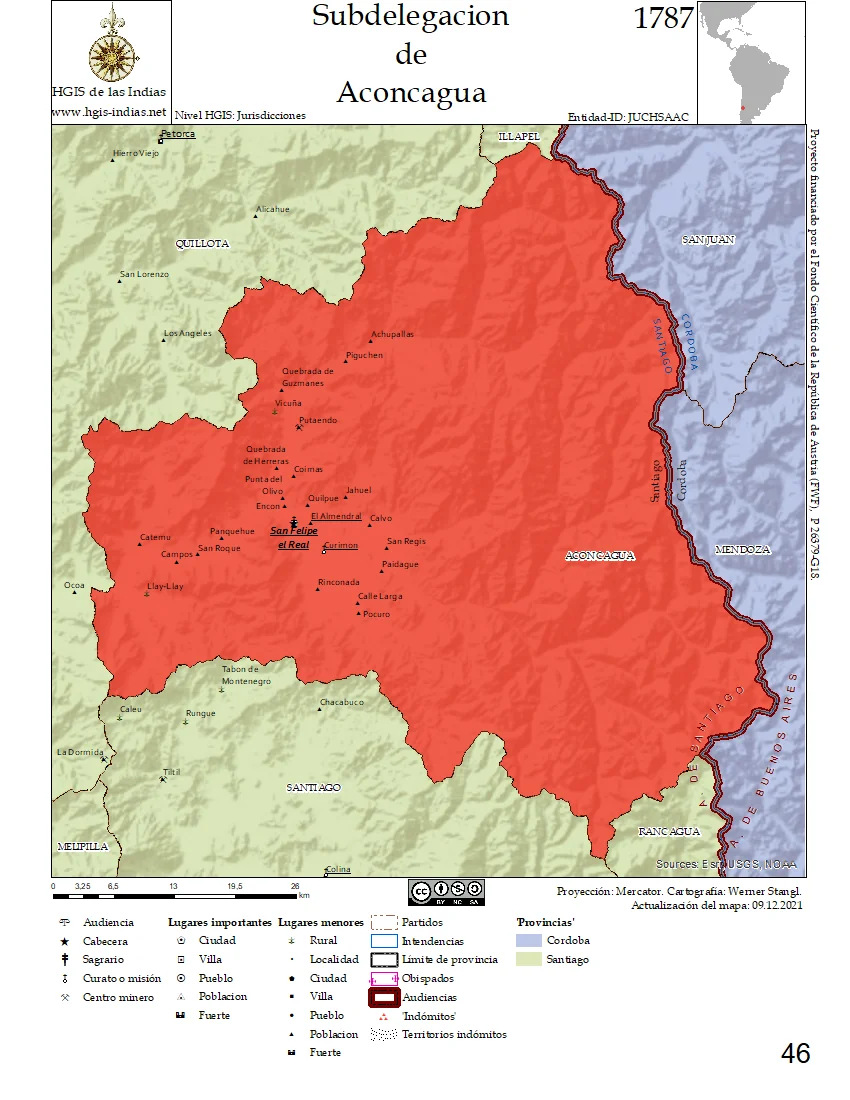 Subdelegacion
de
Aconcagua
1787
HGIS de las Indias
www.hgis-indias.net
Nivel HGIS: Jurisdicciones
Entidad-ID: JUCHSAAC
Petorca
ILLAPEL
Hierro Viejo
Alicahue
QUILLOTA
SAN JUAN
San Lorenzo
Los Angeles
Achupallas
SANTIAGO
CORDOBA
Piguchen
Quebrada de
Guzmanes
Vicuña
Putaendo
Quebrada
de Herreras
Coimas
Punta del
Olivo
Jahuel
Quilpue
Encon
El Almendral
Calvo
Santiago
Cordoba
San Felipe
el Real
Panquehue
Catemu
San Roque
Campos
Curimon
San Regis
ACONCAGUA
MENDOZA
Paidague
Ocoa
Llay-Llay
Rinconada
Calle Larga
Pocuro
Tabon de
Montenegro
Chacabuco
Caleu
Rungue
A. DE SANTIAGO
A. DE BUENOS AIRES
La Dormida
Tiltil
SANTIAGO
RANCAGUA
MELIPILLA
Colina
Sources: Esri, USGS, NOAA
Proyecto financiado por el Fondo Científico de la República de Austria (FWF), P 26379-G18.
0 3,25 6,5 13 19,5 26
km
CC BY NC SA
Proyección: Mercator. Cartografía: Werner Stangl.
Actualización del mapa: 09.12.2021
Audiencia
Cabecera
Sagrario
Curato o misión
Centro minero
Lugares importantes
Ciudad
Villa
Pueblo
Poblacion
Fuerte
Lugares menores
Rural
Localidad
Ciudad
Villa
Pueblo
Poblacion
Fuerte
Partidos
Intendencias
Límite de provincia
Obispados
Audiencias
'Indómitos'
Territorios indómitos
'Provincias'
Cordoba
Santiago
46